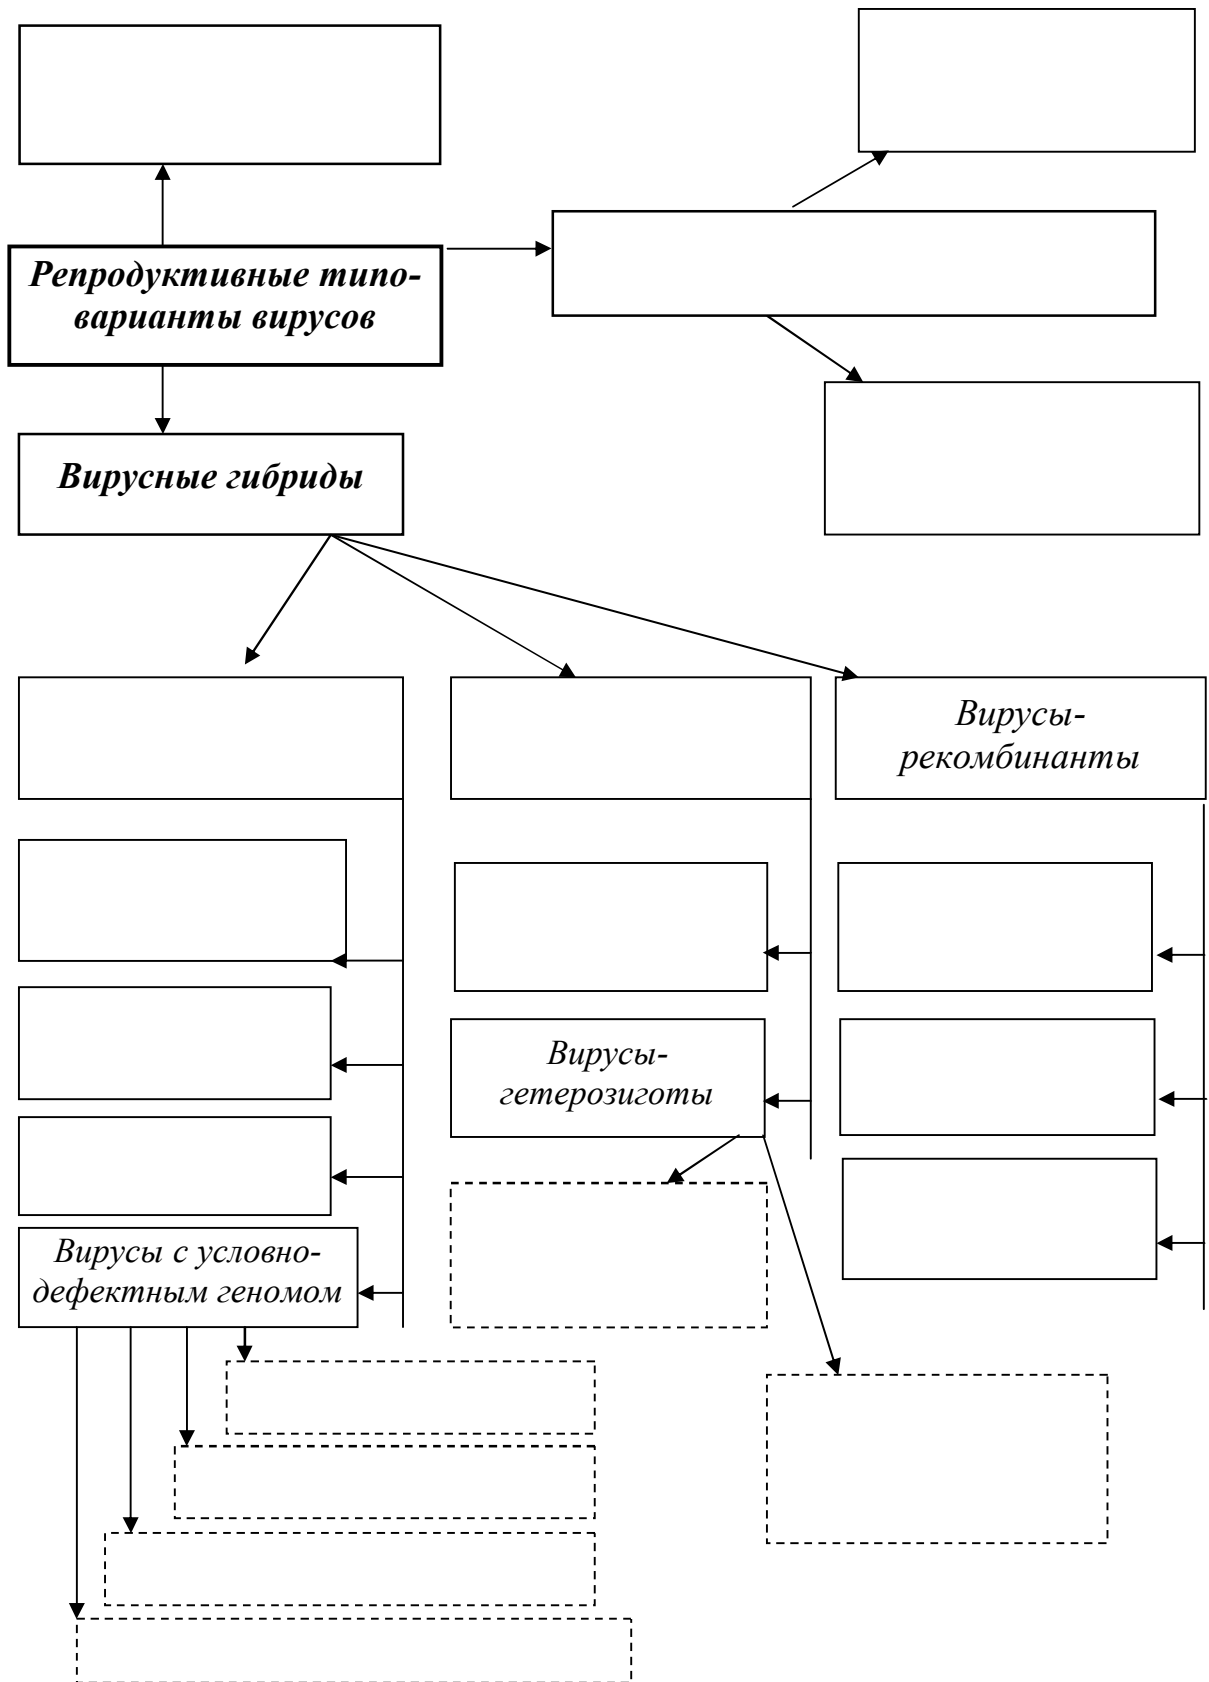 Репродуктивные типо-
варианты вирусов
Вирусные гибриды
Вирусы-
рекомбинанты
Вирусы-
гетерозиготы
Вирусы с условно-
дефектным геномом